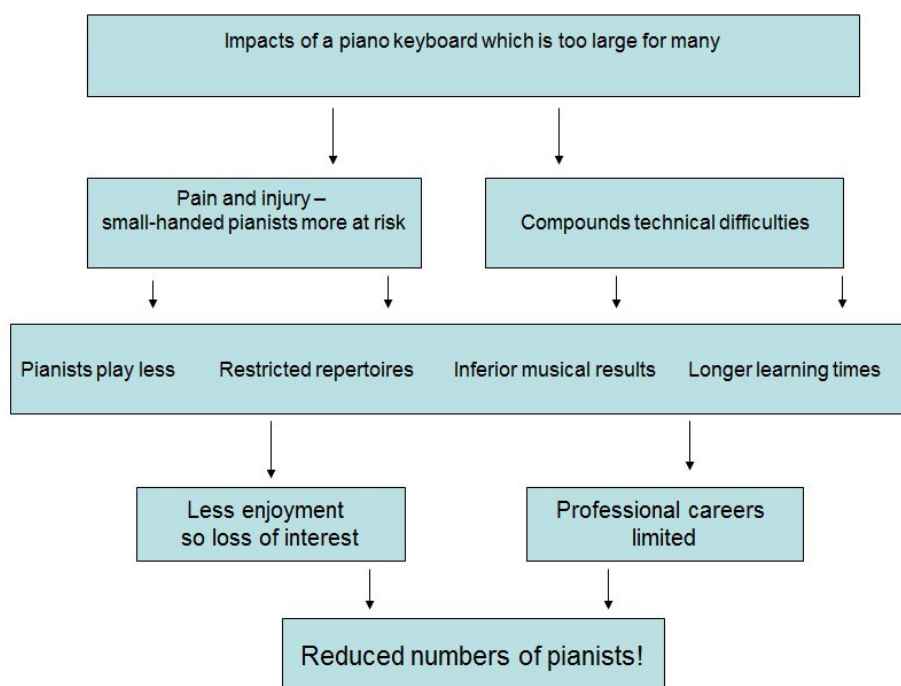 Impacts of a piano keyboard which is too large for many
Pain and injury –
small-handed pianists more at risk
Compounds technical difficulties
Pianists play less
Restricted repertoires
Inferior musical results
Longer learning times
Less enjoyment
so loss of interest
Professional careers
limited
Reduced numbers of pianists!